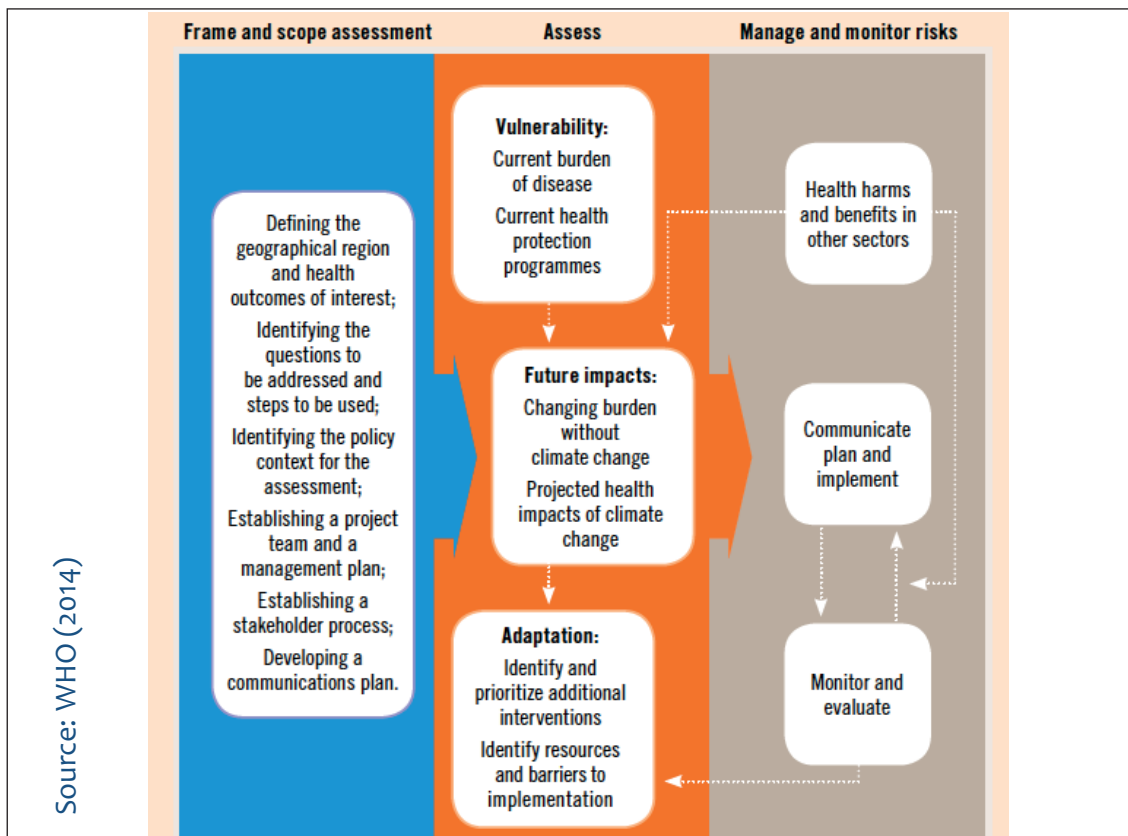 Frame and scope assessment
Assess
Manage and monitor risks
Defining the
geographical region
and health
outcomes of interest;
Identifying the
questions to
be addressed and
steps to be used;
Identifying the policy
context for the
assessment;
Establishing a project
team and a
management plan;
Establishing a
stakeholder process;
Developing a
communications plan.
Vulnerability:
Current burden
of disease
Current health
protection
programmes
Future impacts:
Changing burden
without
climate change
Projected health
impacts of climate
change
Adaptation:
Identify and
prioritize additional
interventions
Identify resources
and barriers to
implementation
Health harms
and benefits in
other sectors
Communicate
plan and
implement
Monitor and
evaluate
Source: WHO (2014)